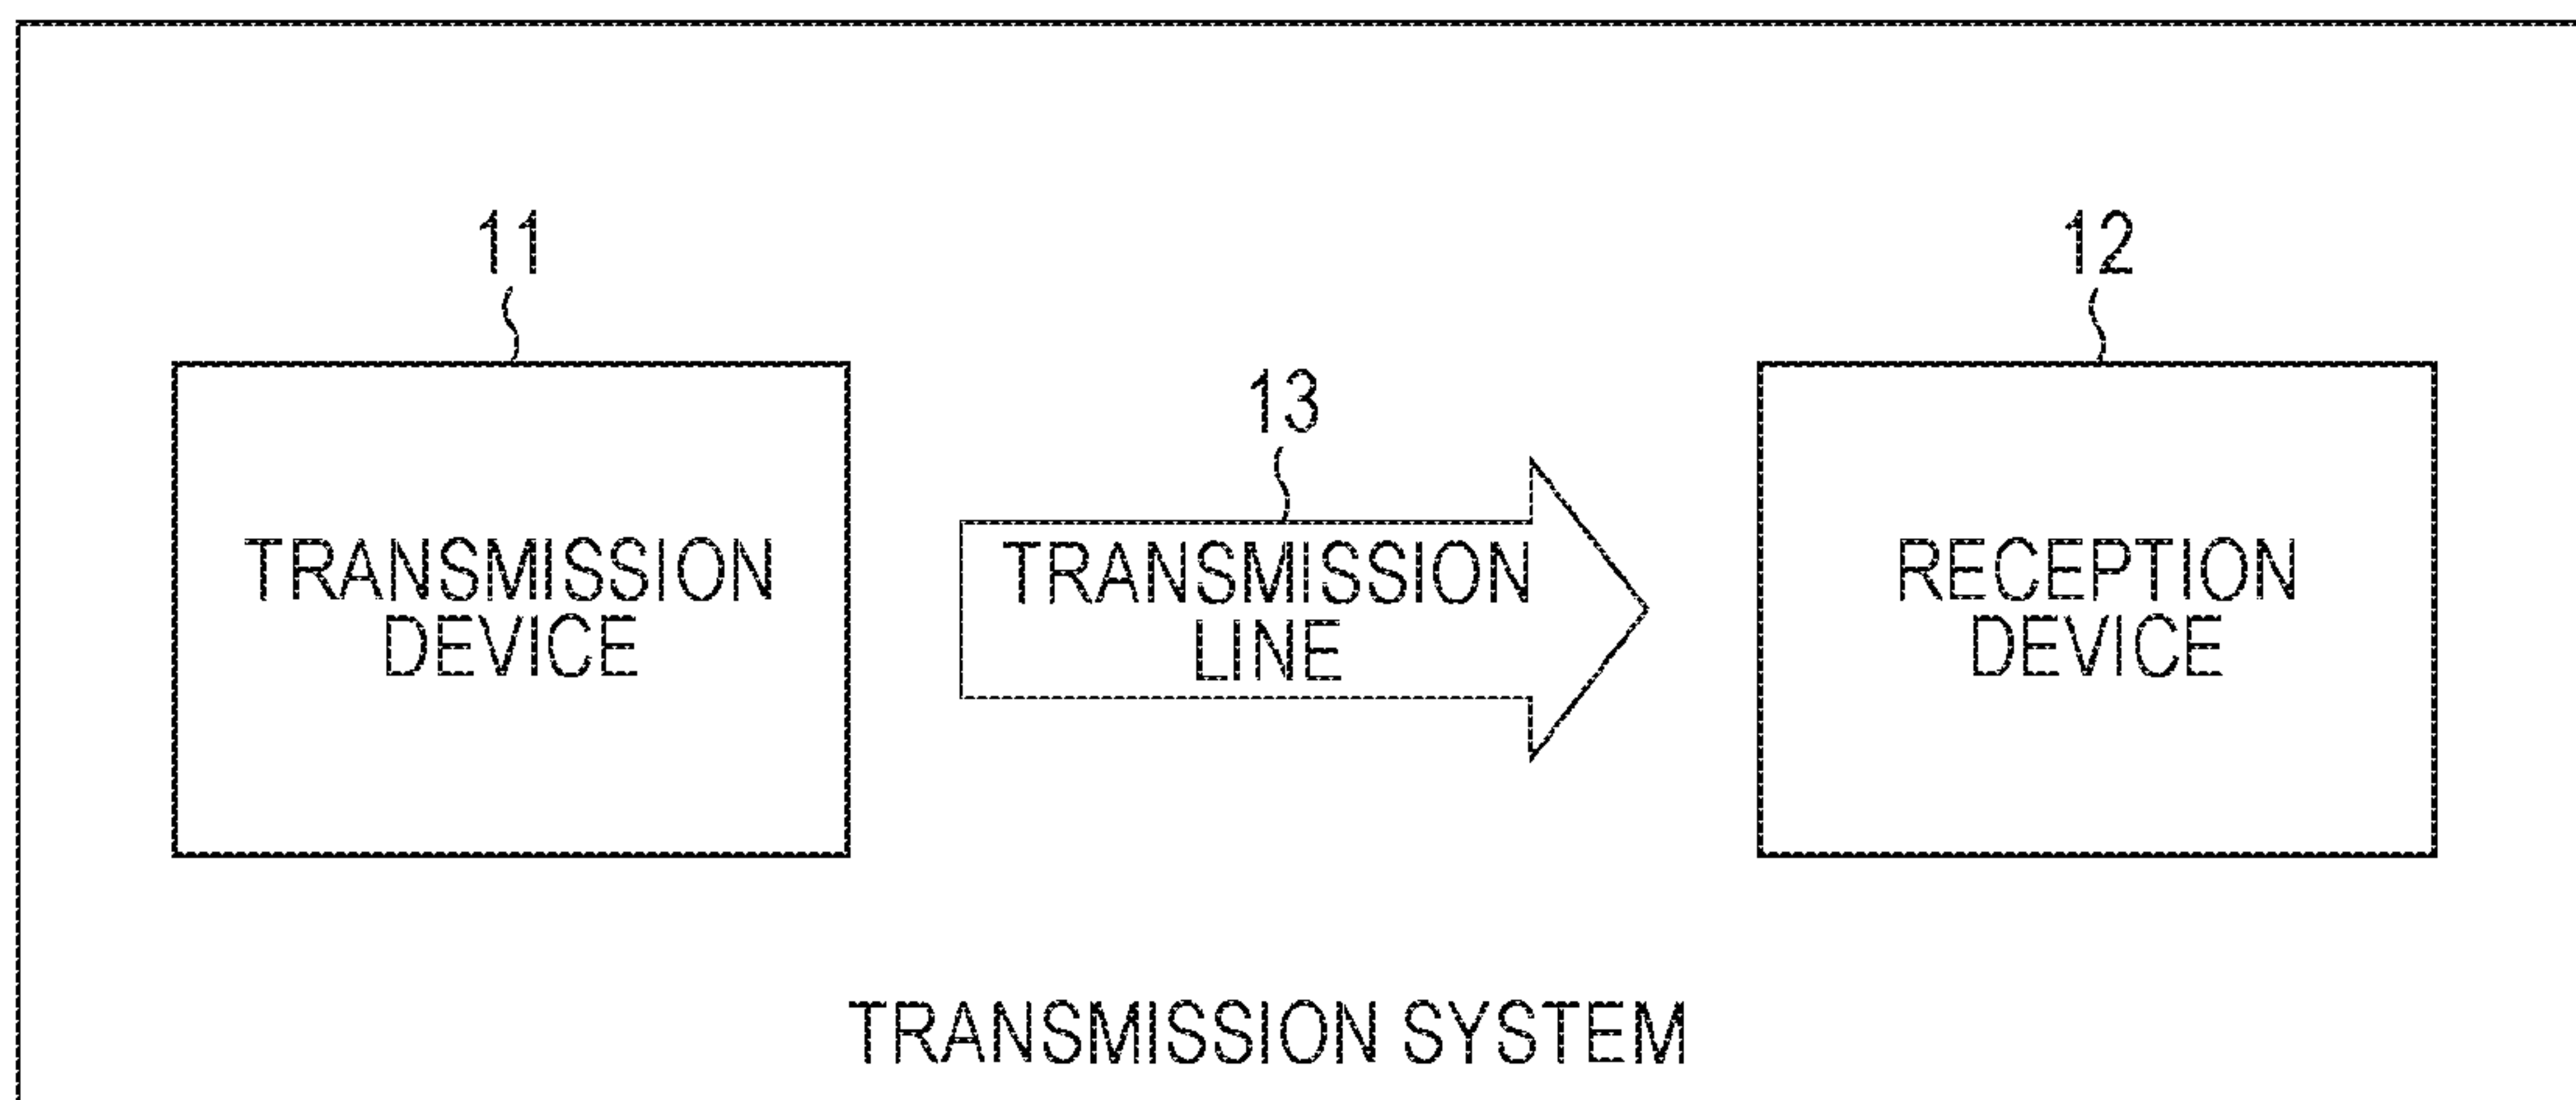 11
12
13
TRANSMISSION
DEVICE
TRANSMISSION
LINE
RECEPTION
DEVICE
TRANSMISSION SYSTEM